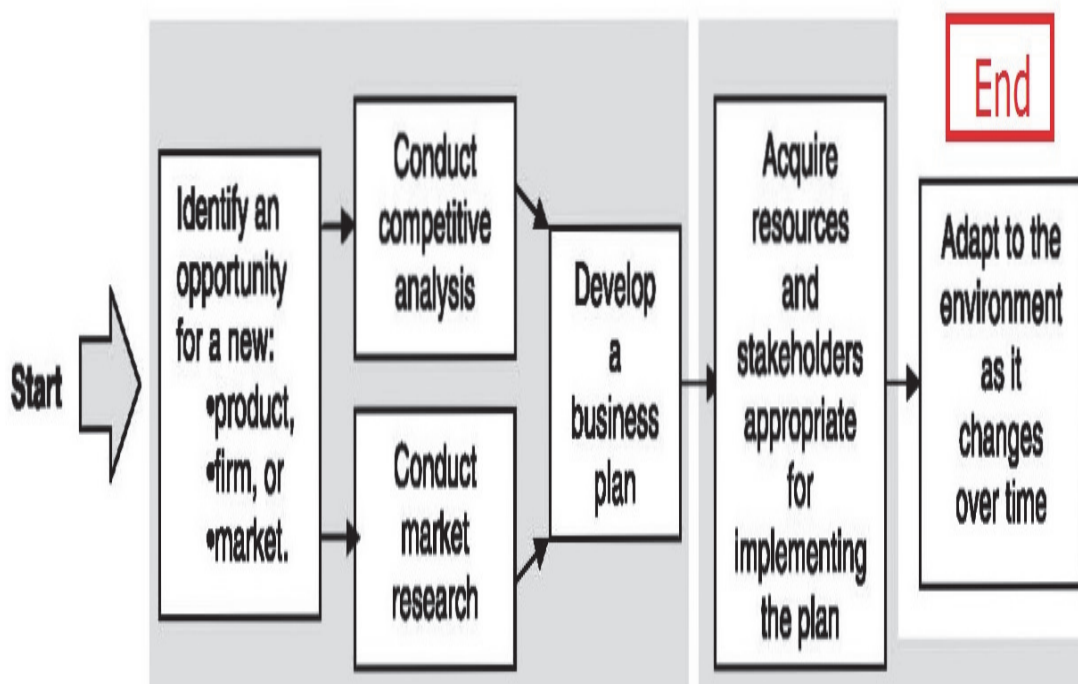 Start
Identify an
opportunity
for a new:
•product,
•firm, or
•market.
Conduct
competitive
analysis
Conduct
market
research
Develop
a
business
plan
Acquire
resources
and
stakeholders
appropriate
for
implementing
the plan
End
Adapt to the
environment
as it
changes
over time